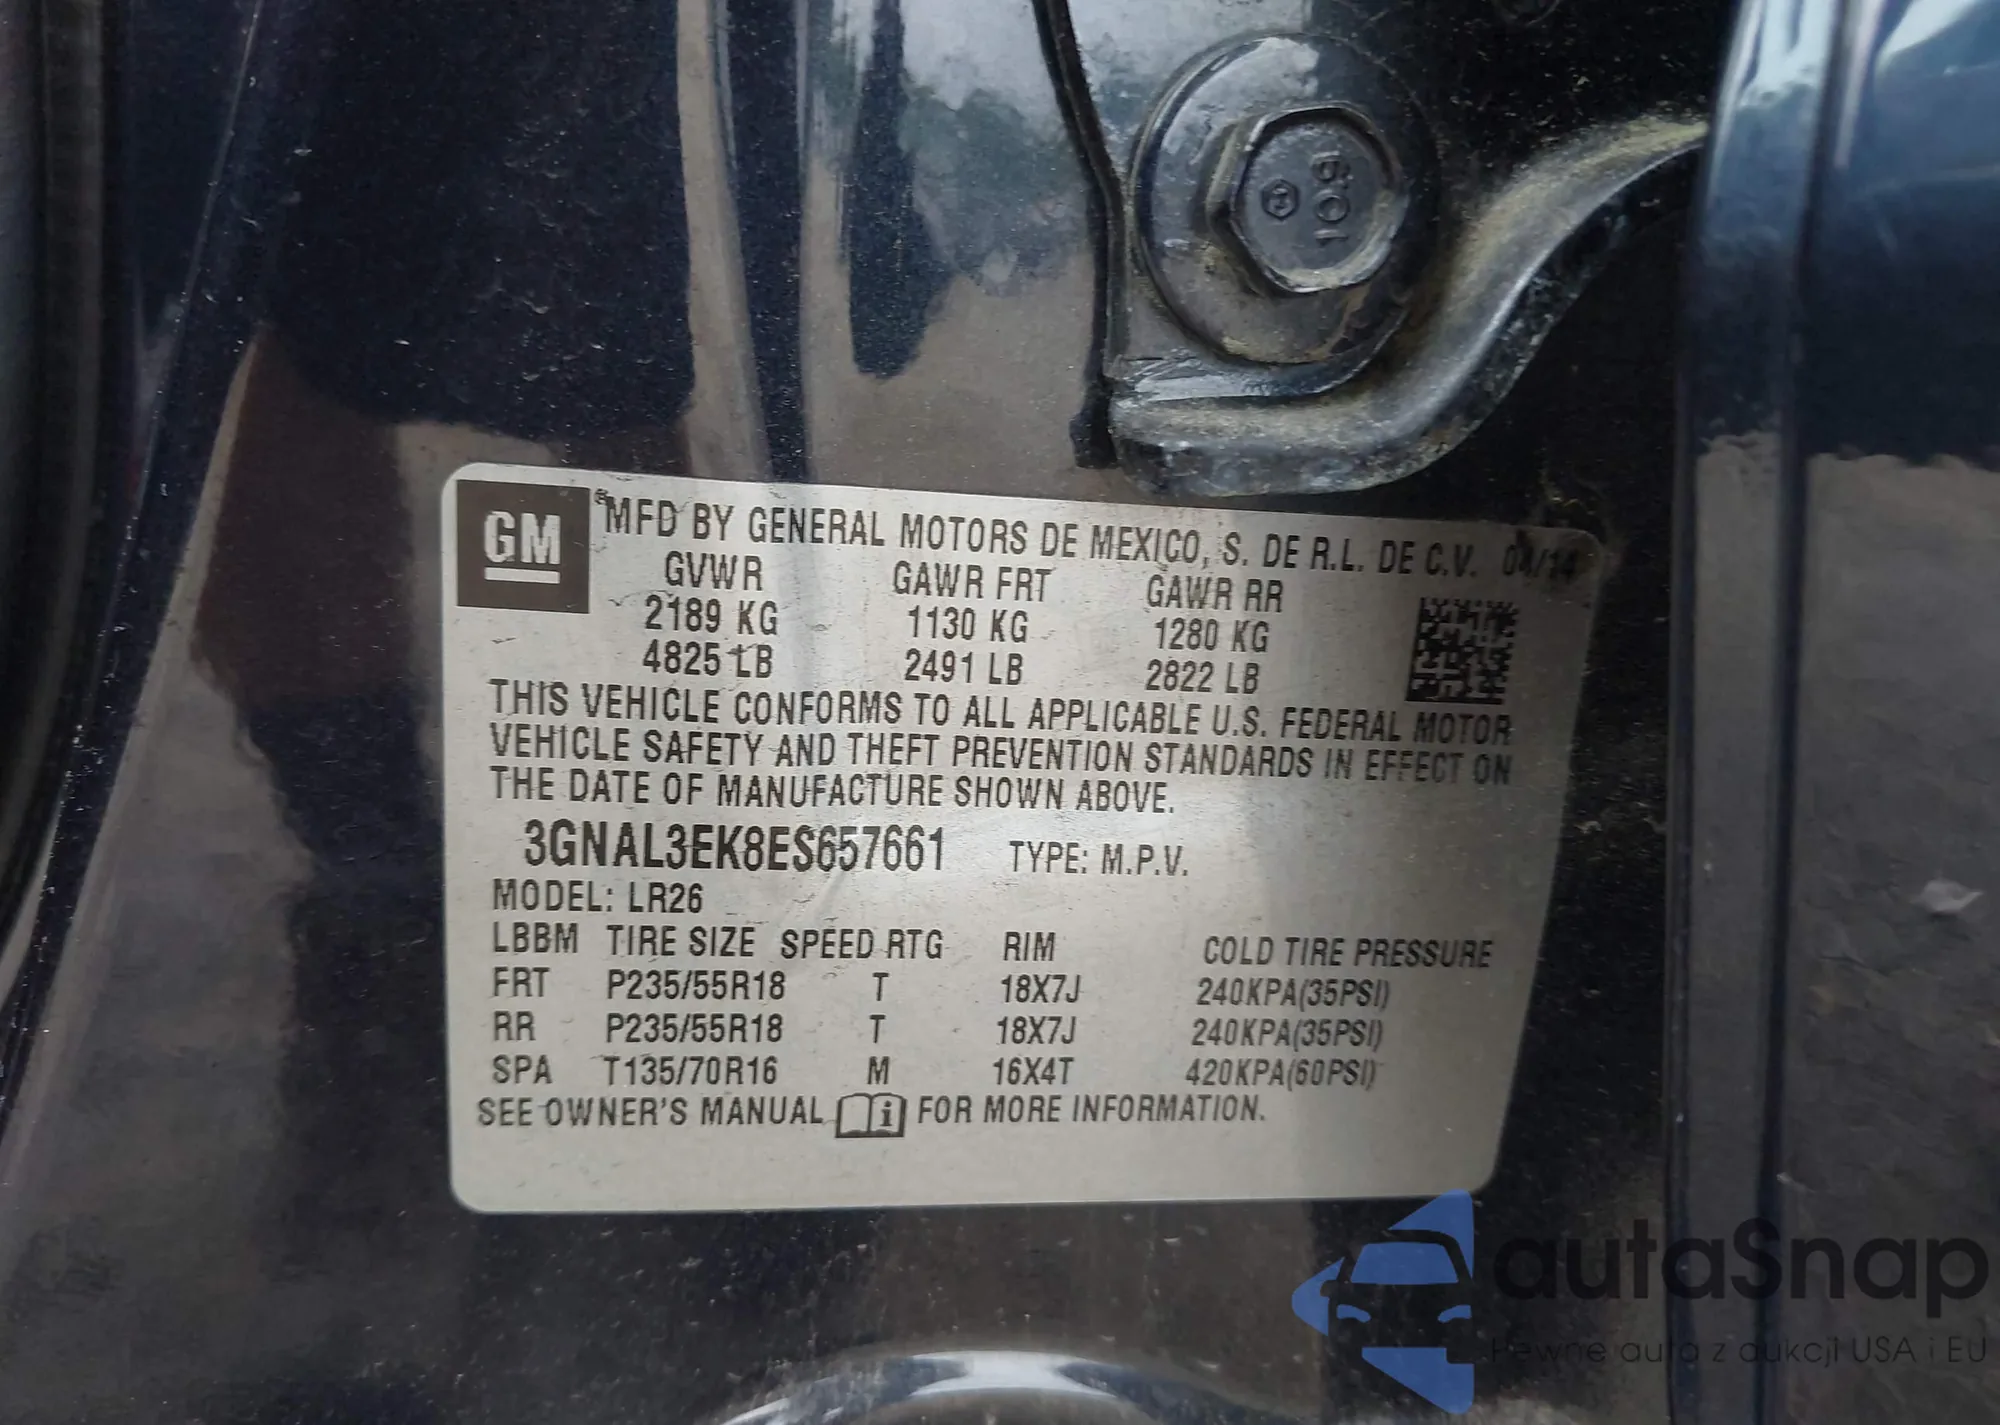 10.9
GM
® MFD BY GENERAL MOTORS DE MEXICO, S. DE R.L. DE C.V. 04/14
GVWR GAWR FRT GAWR RR
2189 KG 1130 KG 1280 KG
4825 LB 2491 LB 2822 LB
THIS VEHICLE CONFORMS TO ALL APPLICABLE U.S. FEDERAL MOTOR
VEHICLE SAFETY AND THEFT PREVENTION STANDARDS IN EFFECT ON
THE DATE OF MANUFACTURE SHOWN ABOVE.
3GNAL3EK8ES657661 TYPE: M.P.V.
MODEL: LR26
LBBM TIRE SIZE SPEED RTG RIM COLD TIRE PRESSURE
FRT P235/55R18 T 18X7J 240KPA(35PSI)
RR P235/55R18 T 18X7J 240KPA(35PSI)
SPA T135/70R16 M 16X4T 420KPA(60PSI)
SEE OWNER'S MANUAL i FOR MORE INFORMATION.
autaSnap
Pewne auta z aukcji USA i EU